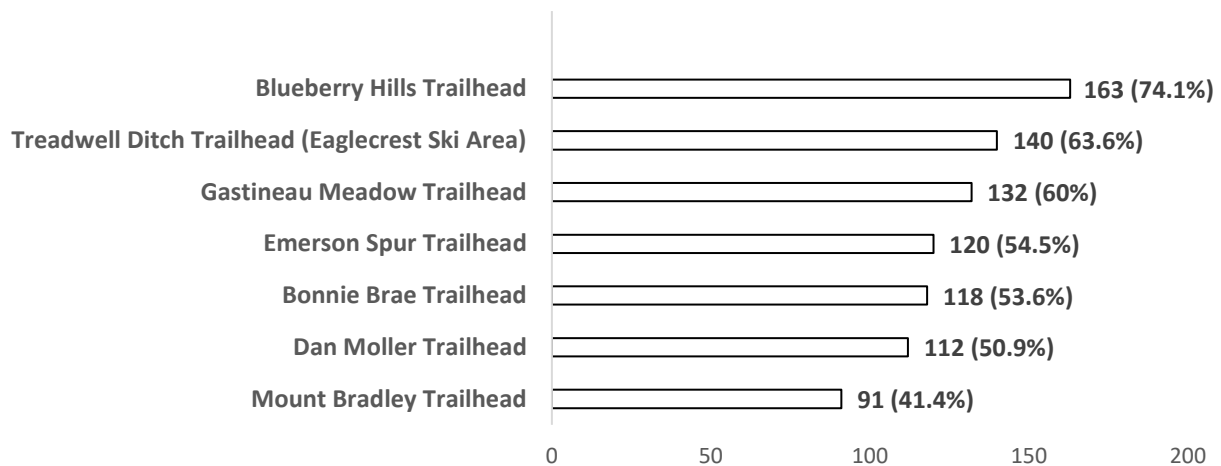 Blueberry Hills Trailhead 163 (74.1%)
Treadwell Ditch Trailhead (Eaglecrest Ski Area) 140 (63.6%)
Gastineau Meadow Trailhead 132 (60%)
Emerson Spur Trailhead 120 (54.5%)
Bonnie Brae Trailhead 118 (53.6%)
Dan Moller Trailhead 112 (50.9%)
Mount Bradley Trailhead 91 (41.4%)
0 50 100 150 200